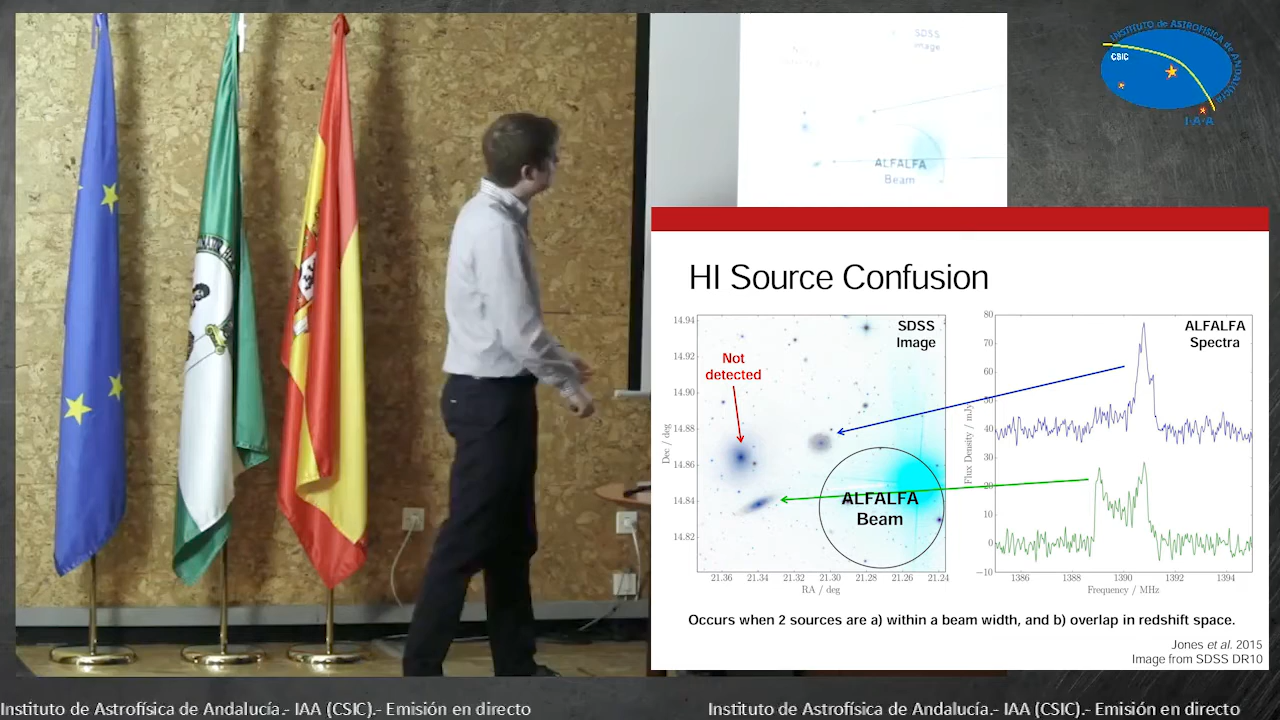 INSTITUTO de ASTROFÍSICA de ANDALUCÍA
CSIC
I-A-A
SDSS
Image
ALFALFA
Beam
HI Source Confusion
SDSS
Image
Not
detected
ALFALFA
Beam
14.94
14.92
14.90
14.88
14.86
14.84
14.82
Dec / deg
21.36
21.34
21.32
21.30
21.28
21.26
21.24
RA / deg
ALFALFA
Spectra
80
70
60
50
40
30
20
10
0
−10
Flux Density / mJy
1386
1388
1390
1392
1394
Frequency / MHz
Occurs when 2 sources are a) within a beam width, and b) overlap in redshift space.
Jones et al. 2015
Image from SDSS DR10
Instituto de Astrofísica de Andalucía.- IAA (CSIC).- Emisión en directo
Instituto de Astrofísica de Andalucía.- IAA (CSIC).- Emisión en directo